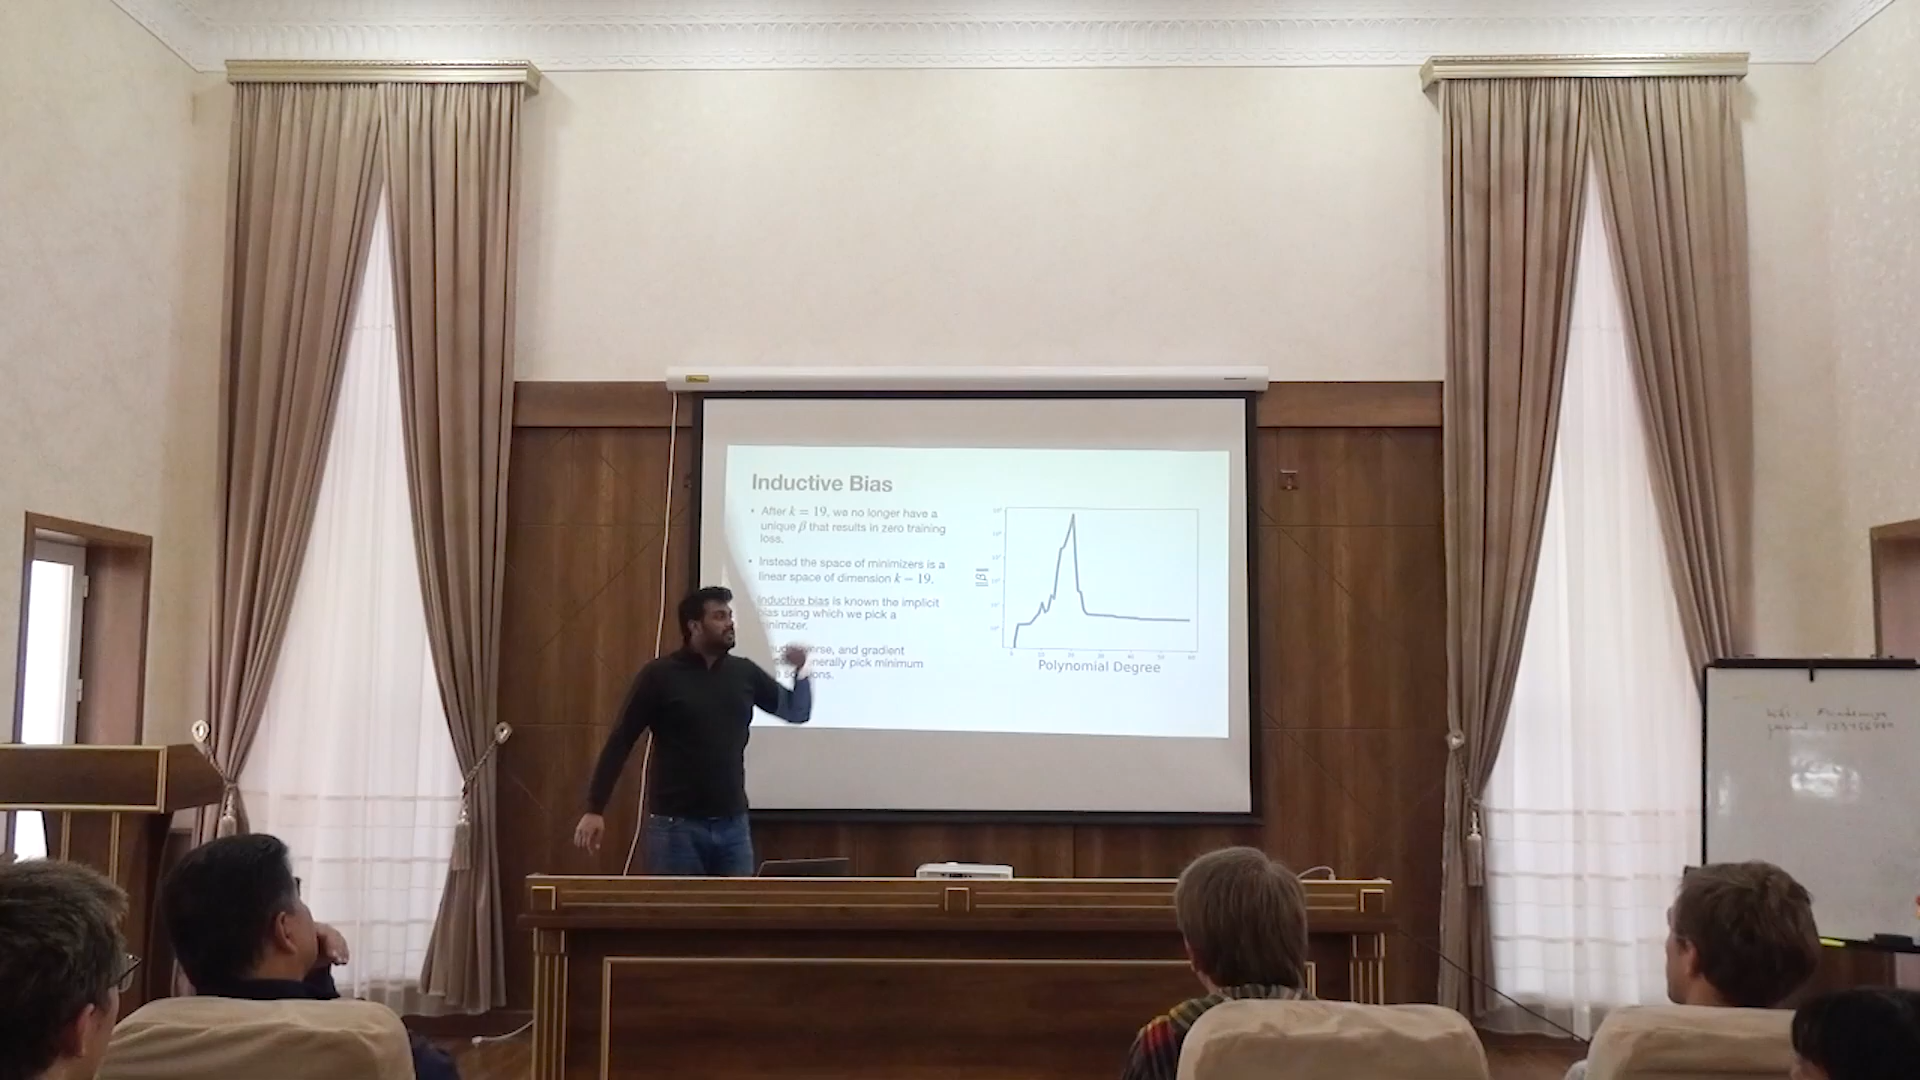 Inductive Bias
• After k = 19, we no longer have a
unique β that results in zero training
loss.
• Instead the space of minimizers is a
linear space of dimension k − 19.
Inductive bias is known the implicit
bias using which we pick a
minimizer.
verse, and gradient
nerally pick minimum
ons.
||β||
Polynomial Degree